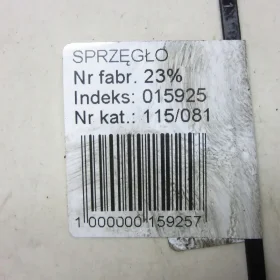 SPRZĘGŁO
Nr fabr. 23%
Indeks: 015925
Nr kat.: 115/081
1 000000 159257